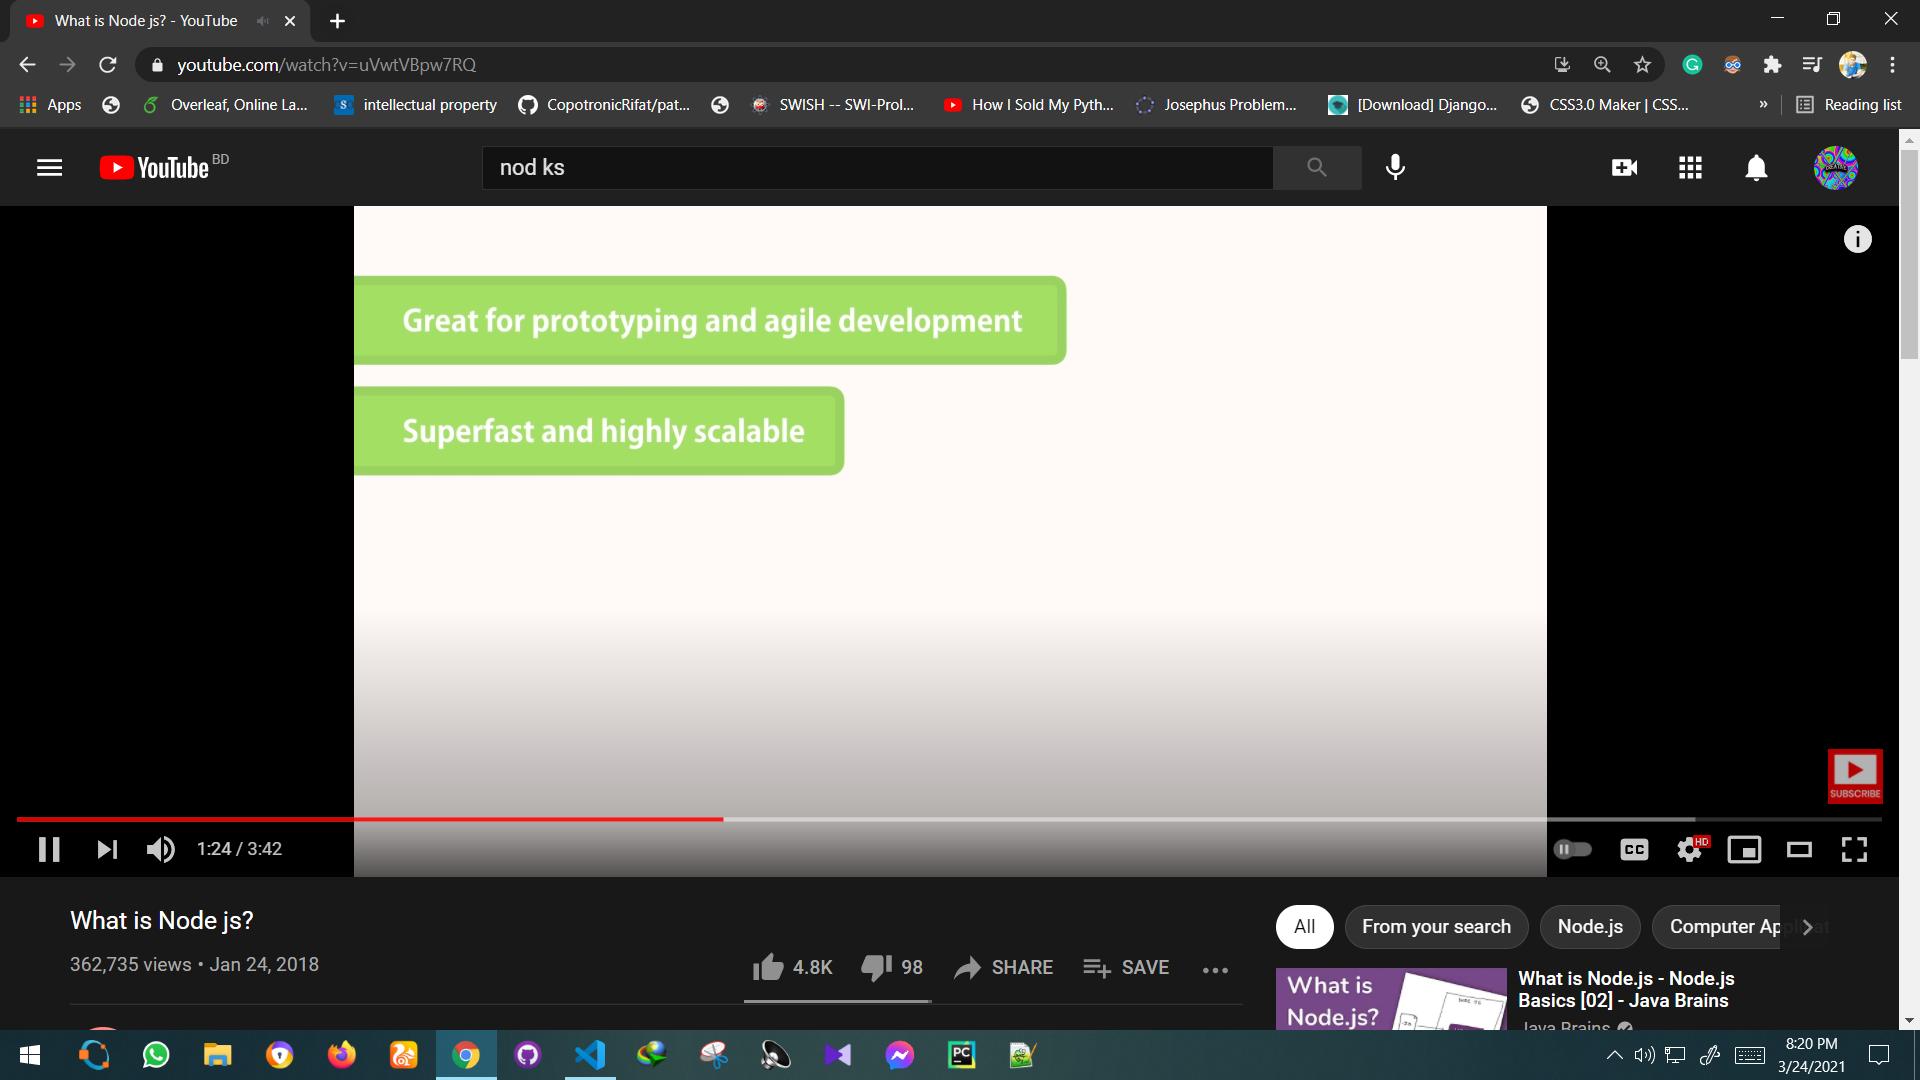 What is Node js? - YouTube
youtube.com/watch?v=uVwtVBpw7RQ
Apps
Overleaf, Online La...
intellectual property
CopotronicRifat/pat...
SWISH -- SWI-Prol...
How I Sold My Pyth...
Josephus Problem...
[Download] Django...
CSS3.0 Maker | CSS...
»
Reading list
YouTube BD
nod ks
Great for prototyping and agile development
Superfast and highly scalable
SUBSCRIBE
1:24 / 3:42
CC
HD
What is Node js?
362,735 views • Jan 24, 2018
4.8K
98
SHARE
SAVE
All
From your search
Node.js
Computer Ap
What is
Node.js?
What is Node.js - Node.js
Basics [02] - Java Brains
Java Brains
PC
8:20 PM
3/24/2021